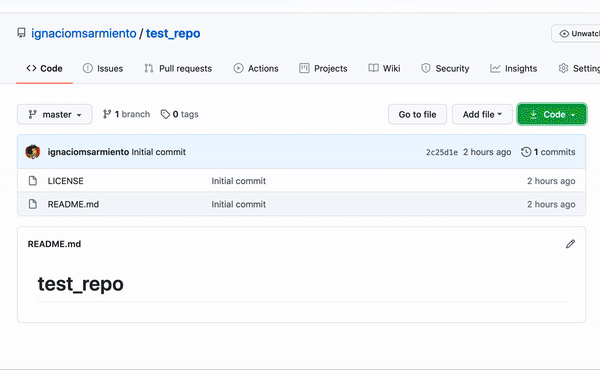 ignaciomsarmiento / test_repo
Unwatch
Code Issues Pull requests Actions Projects Wiki Security Insights Setting
master 1 branch 0 tags Go to file Add file Code
ignaciomsarmiento Initial commit 2c25d1e 2 hours ago 1 commits
LICENSE Initial commit 2 hours ago
README.md Initial commit 2 hours ago
README.md
test_repo